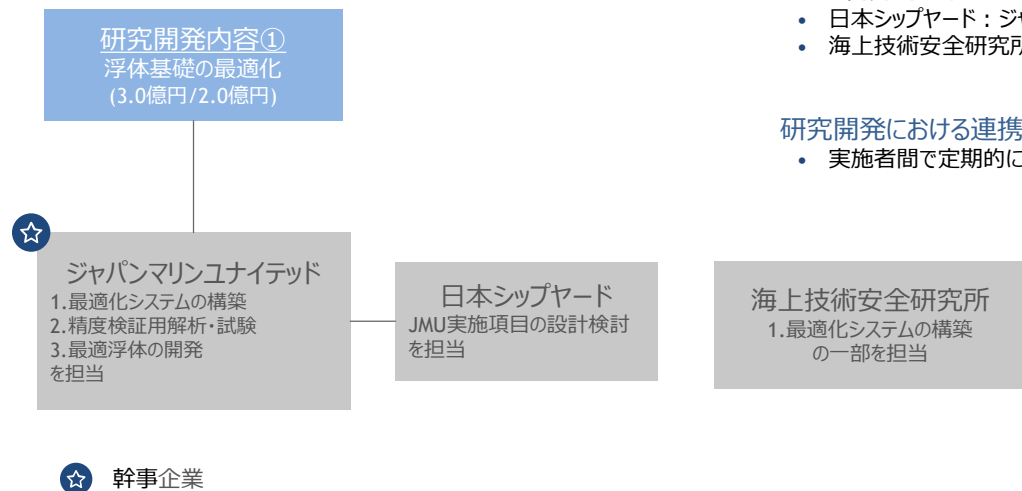 研究開発内容①
浮体基礎の最適化
(3.0億円/2.0億円)
• 日本シップヤード：ジャ
• 海上技術安全研究所
研究開発における連携
• 実施者間で定期的に
ジャパンマリンユナイテッド
1.最適化システムの構築
2.精度検証用解析・試験
3.最適浮体の開発
を担当
日本シップヤード
JMU実施項目の設計検討
を担当
海上技術安全研究所
1.最適化システムの構築
の一部を担当
幹事企業